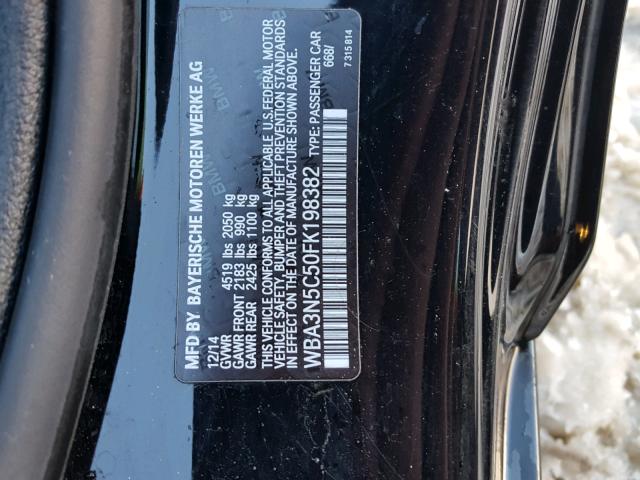 MFD BY BAYERISCHE MOTOREN WERKE AG
12/14
GVWR 4519 lbs 2050 kg
GAWR FRONT 2183 lbs 990 kg
GAWR REAR 2425 lbs 1100 kg
THIS VEHICLE CONFORMS TO ALL APPLICABLE U.S. FEDERAL MOTOR
VEHICLE SAFETY, BUMPER AND THEFT PREVENTION STANDARDS
IN EFFECT ON THE DATE OF MANUFACTURE SHOWN ABOVE.
WBA3N5C50FK198382 TYPE: PASSENGER CAR
668/
7 315 814